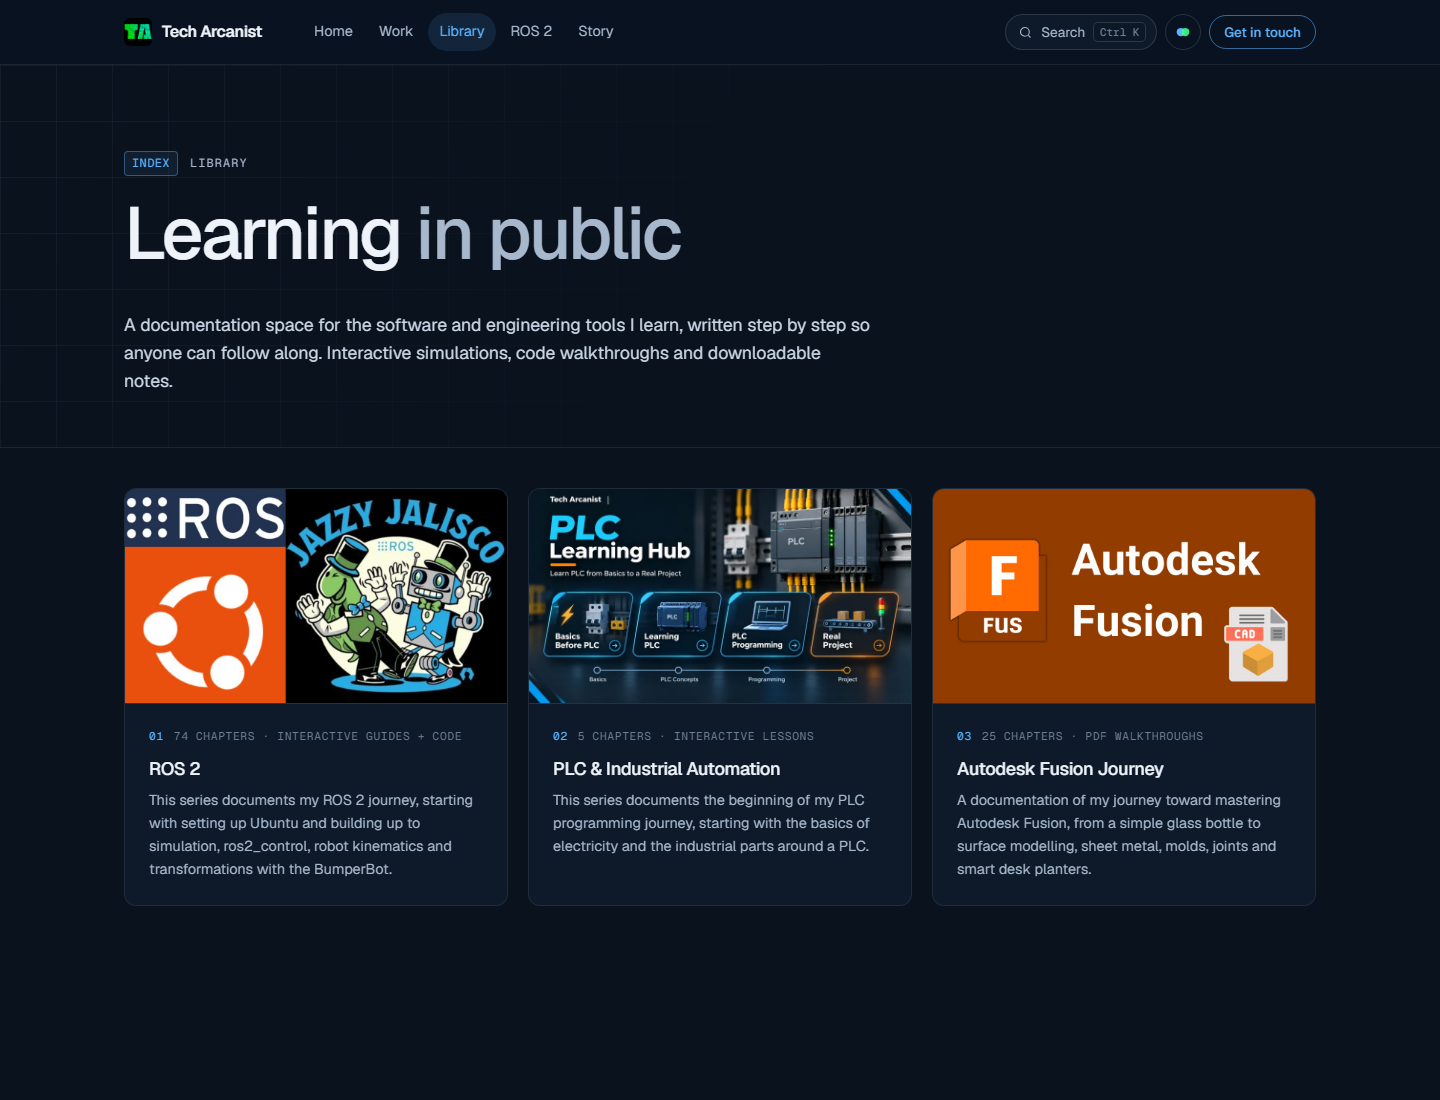 TA Tech Arcanist
Home
Work
Library
ROS 2
Story
Search Ctrl K
Get in touch
INDEX LIBRARY
Learning in public
A documentation space for the software and engineering tools I learn, written step by step so
anyone can follow along. Interactive simulations, code walkthroughs and downloadable
notes.
ROS
JAZZY JALISCO
ROS
01 74 CHAPTERS · INTERACTIVE GUIDES + CODE
ROS 2
This series documents my ROS 2 journey, starting
with setting up Ubuntu and building up to
simulation, ros2_control, robot kinematics and
transformations with the BumperBot.
Tech Arcanist |
PLC
Learning Hub
Learn PLC from Basics to a Real Project
PLC
Basics
Before PLC
PLC
Learning
PLC
PLC
Programming
Real
Project
Basics
PLC Concepts
Programming
Project
02 5 CHAPTERS · INTERACTIVE LESSONS
PLC & Industrial Automation
This series documents the beginning of my PLC
programming journey, starting with the basics of
electricity and the industrial parts around a PLC.
F
FUS
Autodesk
Fusion
CAD
03 25 CHAPTERS · PDF WALKTHROUGHS
Autodesk Fusion Journey
A documentation of my journey toward mastering
Autodesk Fusion, from a simple glass bottle to
surface modelling, sheet metal, molds, joints and
smart desk planters.